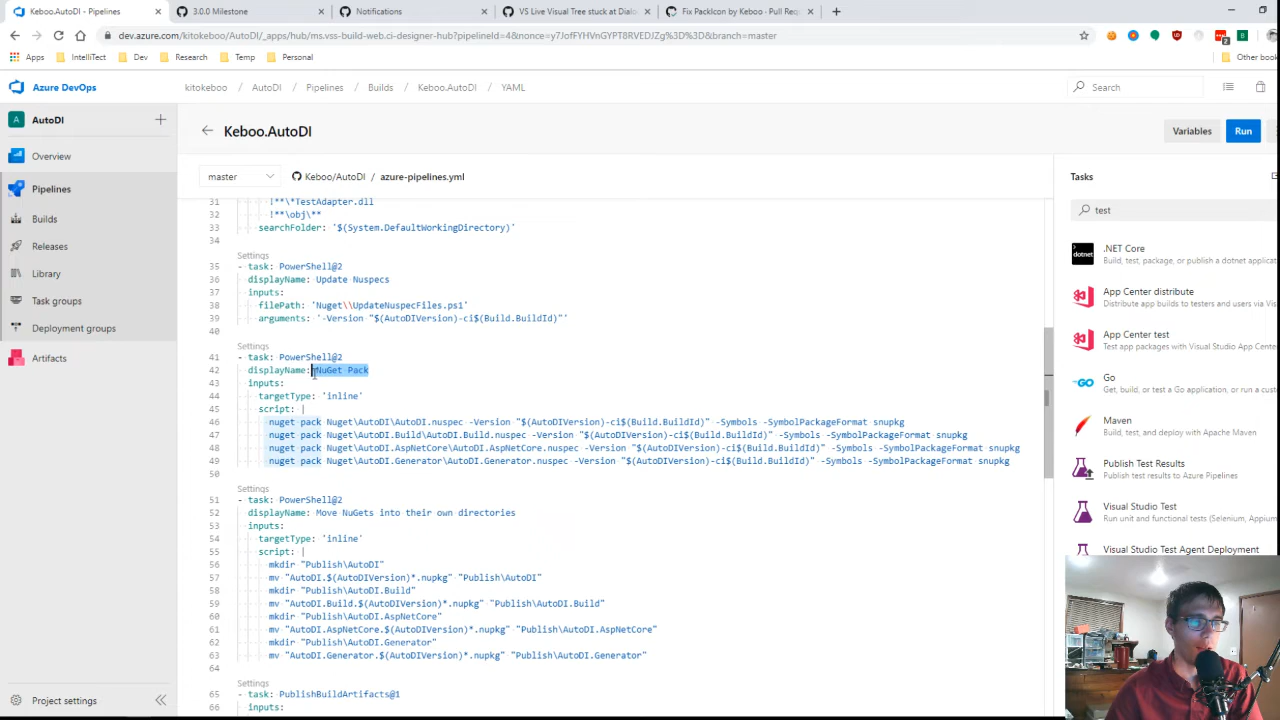 Keboo.AutoDI - Pipelines
3.0.0 Milestone
Notifications
VS Live Visual Tree stuck at Dialo
Fix PackIcon by Keboo · Pull Req
dev.azure.com/kitokeboo/AutoDI/_apps/hub/ms.vss-build-web.ci-designer-hub?pipelineId=4&nonce=y7JofFYHVnGYPT8RVEDJZg%3D%3D&branch=master
Apps
IntelliTect
Dev
Research
Temp
Personal
Other book
Azure DevOps
kitokeboo / AutoDI / Pipelines / Builds / Keboo.AutoDI / YAML
Search
AutoDI
Overview
Pipelines
Builds
Releases
Library
Task groups
Deployment groups
Artifacts
Project settings
Keboo.AutoDI
Variables
Run
master
Keboo/AutoDI / azure-pipelines.yml
31 !**\*TestAdapter.dll
32 !**\obj\**
33 searchFolder: '$(System.DefaultWorkingDirectory)'
34
Settings
35 - task: PowerShell@2
36 displayName: Update Nuspecs
37 inputs:
38 filePath: 'Nuget\\UpdateNuspecFiles.ps1'
39 arguments: '-Version "$(AutoDIVersion)-ci$(Build.BuildId)"'
40
Settings
41 - task: PowerShell@2
42 displayName: NuGet Pack
43 inputs:
44 targetType: 'inline'
45 script: |
46 nuget pack Nuget\AutoDI\AutoDI.nuspec -Version "$(AutoDIVersion)-ci$(Build.BuildId)" -Symbols -SymbolPackageFormat snupkg
47 nuget pack Nuget\AutoDI.Build\AutoDI.Build.nuspec -Version "$(AutoDIVersion)-ci$(Build.BuildId)" -Symbols -SymbolPackageFormat snupkg
48 nuget pack Nuget\AutoDI.AspNetCore\AutoDI.AspNetCore.nuspec -Version "$(AutoDIVersion)-ci$(Build.BuildId)" -Symbols -SymbolPackageFormat snupkg
49 nuget pack Nuget\AutoDI.Generator\AutoDI.Generator.nuspec -Version "$(AutoDIVersion)-ci$(Build.BuildId)" -Symbols -SymbolPackageFormat snupkg
50
Settings
51 - task: PowerShell@2
52 displayName: Move NuGets into their own directories
53 inputs:
54 targetType: 'inline'
55 script: |
56 mkdir "Publish\AutoDI"
57 mv "AutoDI.$(AutoDIVersion)*.nupkg" "Publish\AutoDI"
58 mkdir "Publish\AutoDI.Build"
59 mv "AutoDI.Build.$(AutoDIVersion)*.nupkg" "Publish\AutoDI.Build"
60 mkdir "Publish\AutoDI.AspNetCore"
61 mv "AutoDI.AspNetCore.$(AutoDIVersion)*.nupkg" "Publish\AutoDI.AspNetCore"
62 mkdir "Publish\AutoDI.Generator"
63 mv "AutoDI.Generator.$(AutoDIVersion)*.nupkg" "Publish\AutoDI.Generator"
64
Settings
65 - task: PublishBuildArtifacts@1
66 inputs:
Tasks
test
.NET Core
Build, test, package, or publish a dotnet applicat
App Center distribute
Distribute app builds to testers and users via Vis
App Center test
Test app packages with Visual Studio App Center
Go
Get, build, or test a Go application, or run a cust
Maven
Build, test, and deploy with Apache Maven
Publish Test Results
Publish test results to Azure Pipelines
Visual Studio Test
Run unit and functional tests (Selenium, Appium,
Visual Studio Test Agent Deployment